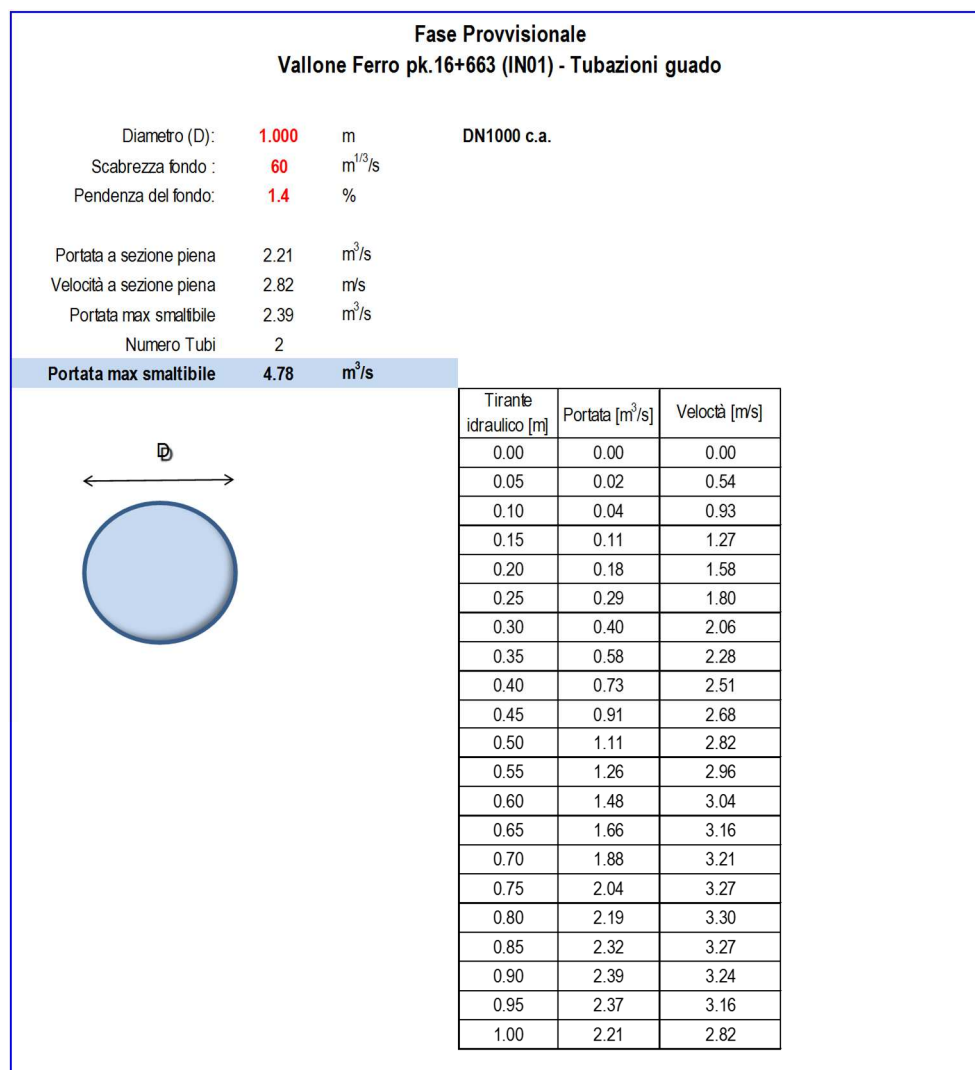 Fase Provvisionale
Vallone Ferro pk.16+663 (IN01) - Tubazioni guado
Diametro (D): 1.000 m DN1000 c.a.
Scabrezza fondo : 60 m^1/3/s
Pendenza del fondo: 1.4 %
Portata a sezione piena 2.21 m³/s
Velocità a sezione piena 2.82 m/s
Portata max smaltibile 2.39 m³/s
Numero Tubi 2
Portata max smaltibile 4.78 m³/s
D
Tirante idraulico [m] Portata [m³/s] Veloctà [m/s]
0.00 0.00 0.00
0.05 0.02 0.54
0.10 0.04 0.93
0.15 0.11 1.27
0.20 0.18 1.58
0.25 0.29 1.80
0.30 0.40 2.06
0.35 0.58 2.28
0.40 0.73 2.51
0.45 0.91 2.68
0.50 1.11 2.82
0.55 1.26 2.96
0.60 1.48 3.04
0.65 1.66 3.16
0.70 1.88 3.21
0.75 2.04 3.27
0.80 2.19 3.30
0.85 2.32 3.27
0.90 2.39 3.24
0.95 2.37 3.16
1.00 2.21 2.82